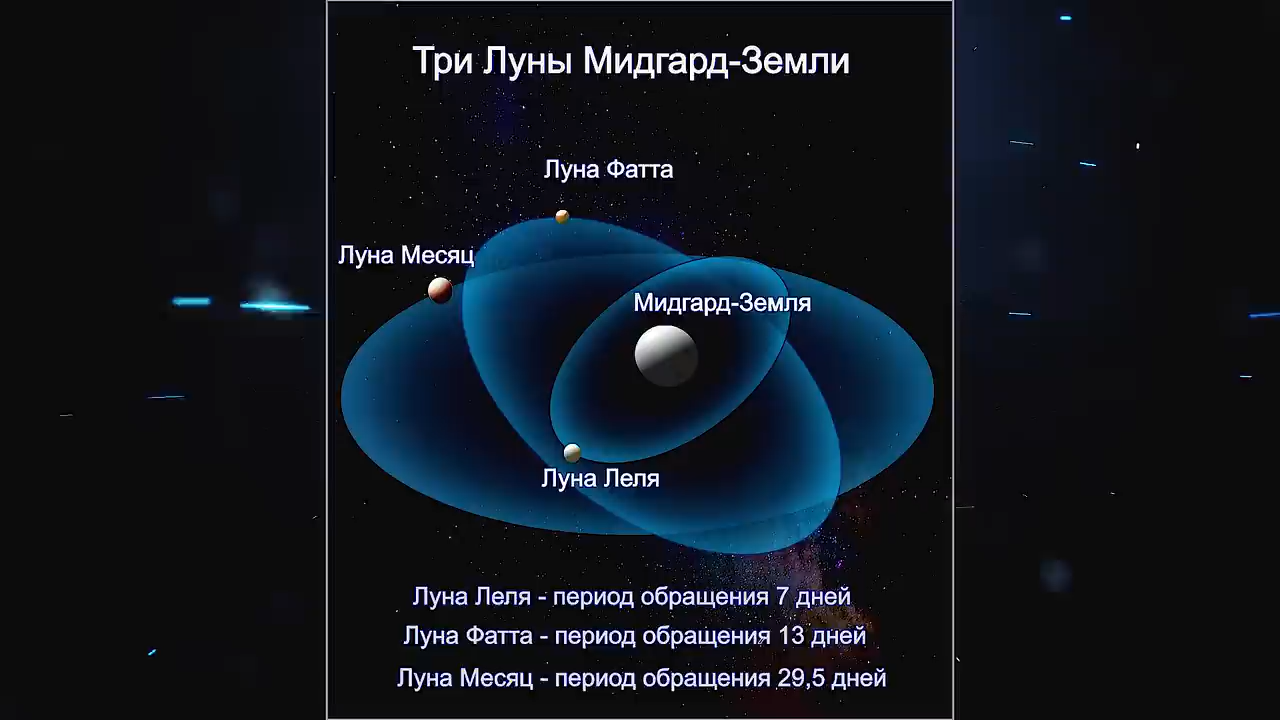 Три Луны Мидгард-Земли
Луна Фатта
Луна Месяц
Мидгард-Земля
Луна Леля
Луна Леля - период обращения 7 дней
Луна Фатта - период обращения 13 дней
Луна Месяц - период обращения 29,5 дней